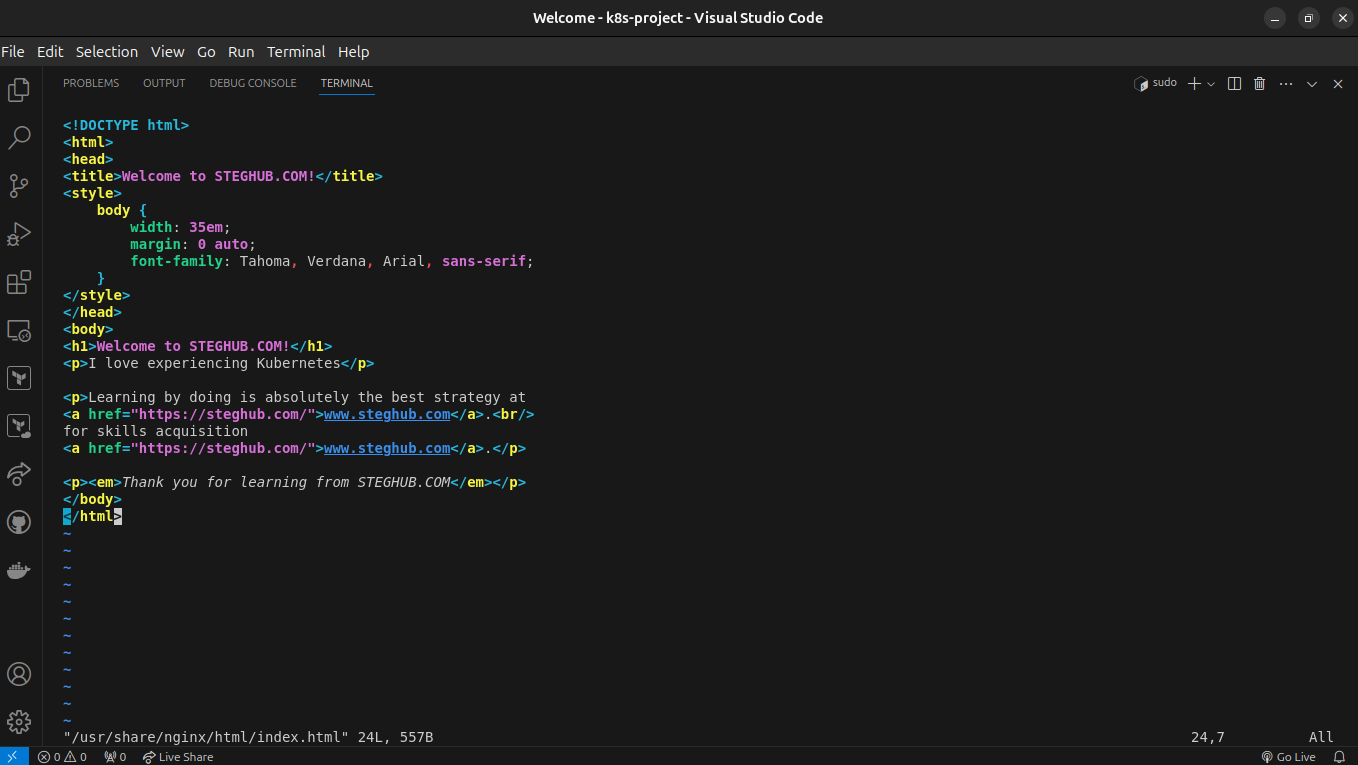 Welcome - k8s-project - Visual Studio Code
File Edit Selection View Go Run Terminal Help
PROBLEMS OUTPUT DEBUG CONSOLE TERMINAL sudo
<!DOCTYPE html>
<html>
<head>
<title>Welcome to STEGHUB.COM!</title>
<style>
    body {
        width: 35em;
        margin: 0 auto;
        font-family: Tahoma, Verdana, Arial, sans-serif;
    }
</style>
</head>
<body>
<h1>Welcome to STEGHUB.COM!</h1>
<p>I love experiencing Kubernetes</p>

<p>Learning by doing is absolutely the best strategy at
<a href="https://steghub.com/">www.steghub.com</a>.<br/>
for skills acquisition
<a href="https://steghub.com/">www.steghub.com</a>.</p>

<p><em>Thank you for learning from STEGHUB.COM</em></p>
</body>
</html>
~
~
~
~
~
~
~
~
~
~
~
~
"/usr/share/nginx/html/index.html" 24L, 557B 24,7 All
0 0 0 Live Share Go Live